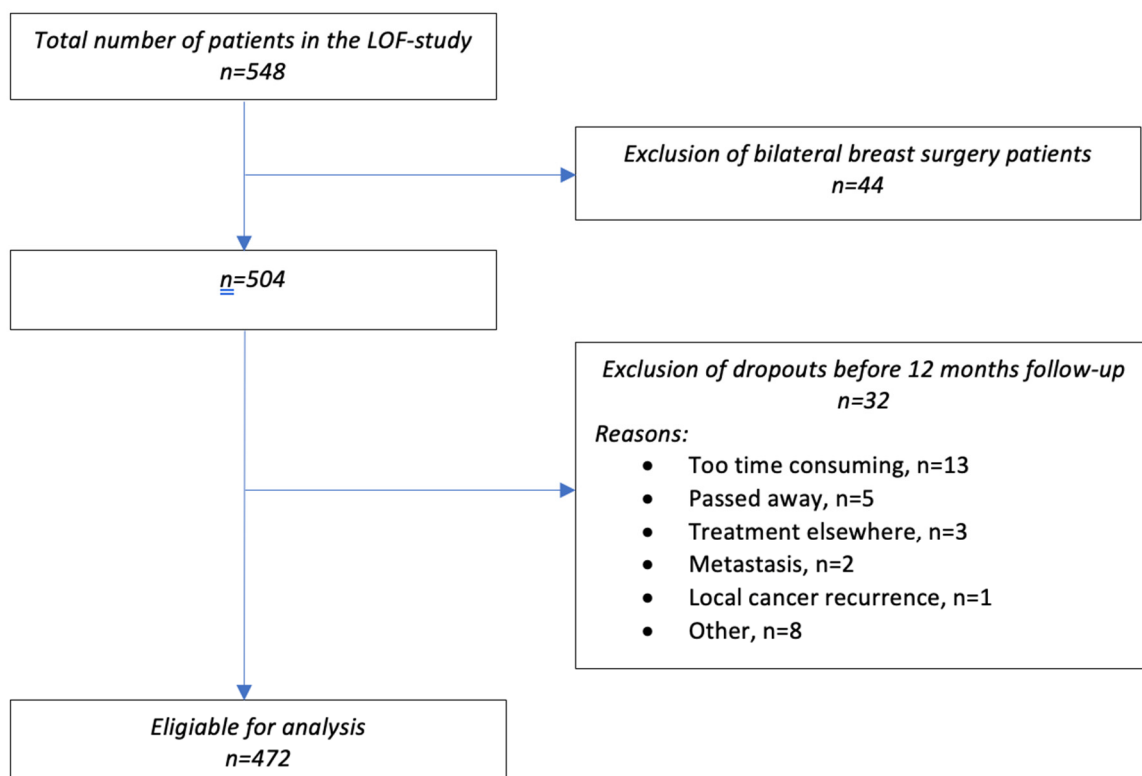 Total number of patients in the LOF-study
n=548
Exclusion of bilateral breast surgery patients
n=44
n=504
Exclusion of dropouts before 12 months follow-up
n=32
Reasons:
• Too time consuming, n=13
• Passed away, n=5
• Treatment elsewhere, n=3
• Metastasis, n=2
• Local cancer recurrence, n=1
• Other, n=8
Eligiable for analysis
n=472